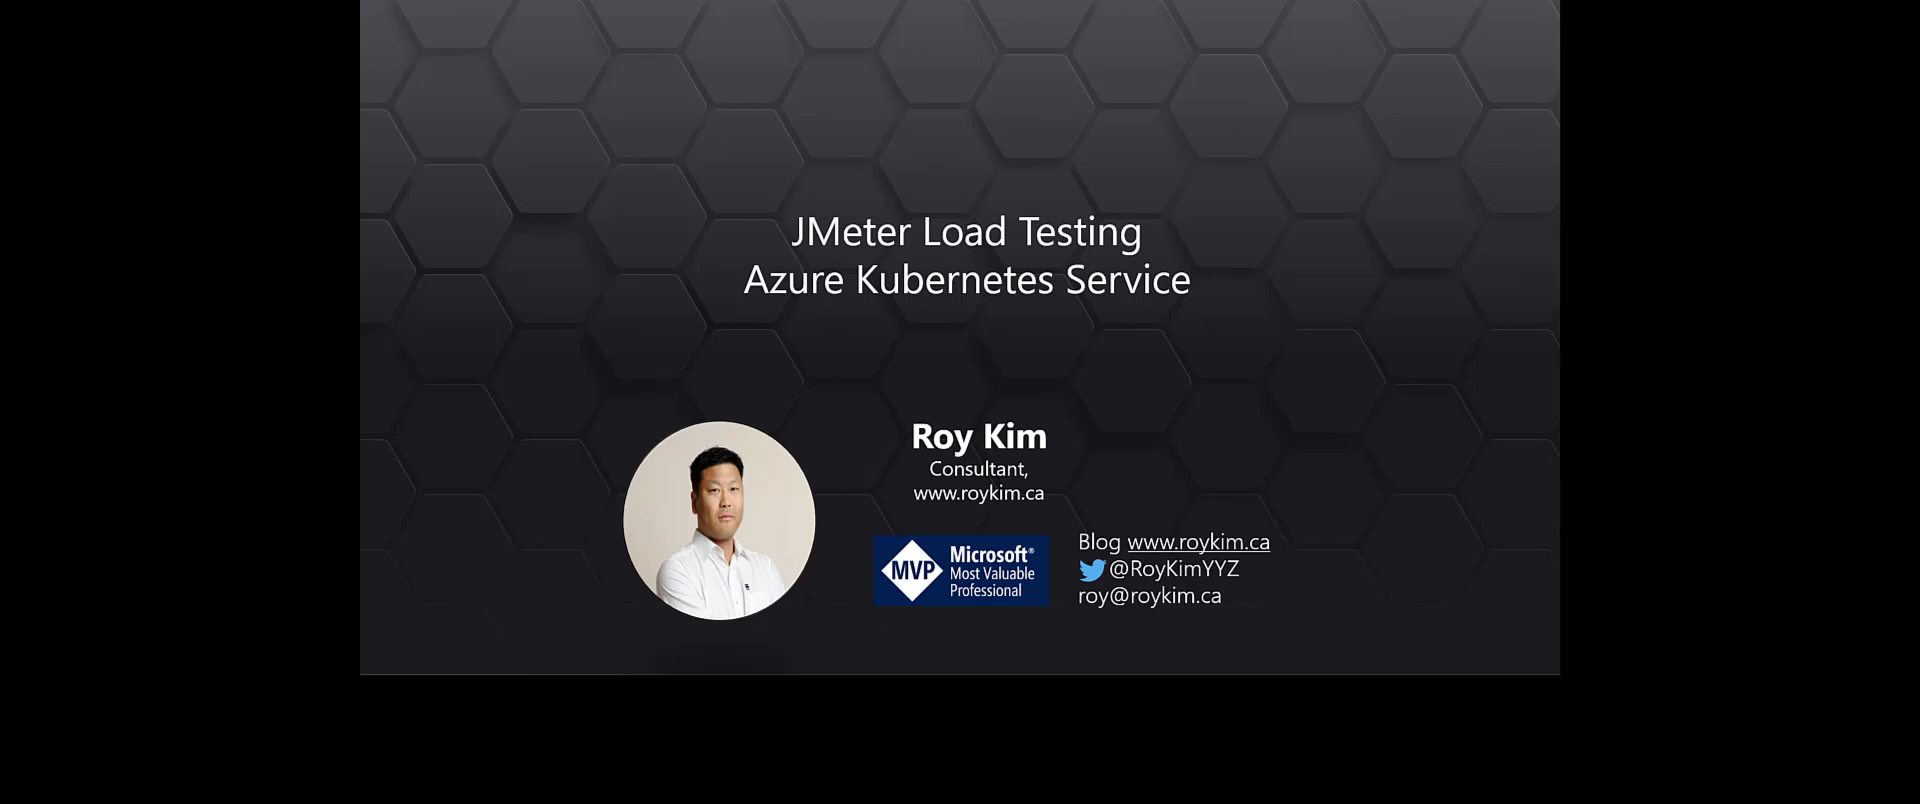 JMeter Load Testing
Azure Kubernetes Service
Roy Kim
Consultant,
www.roykim.ca
MVP
Microsoft®
Most Valuable
Professional
Blog www.roykim.ca
@RoyKimYYZ
roy@roykim.ca